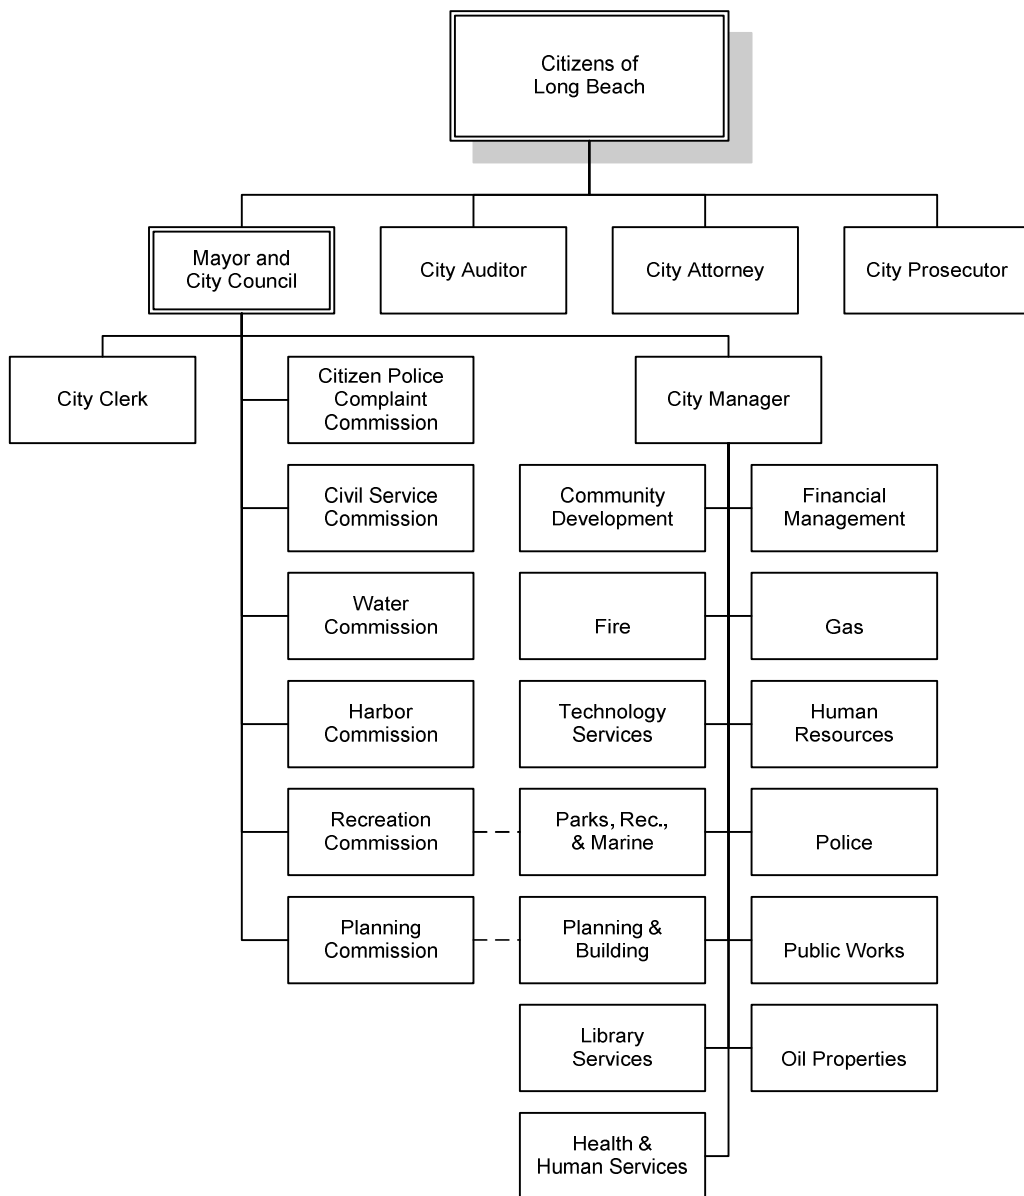 Citizens of
Long Beach
Mayor and
City Council
City Auditor
City Attorney
City Prosecutor
City Clerk
Citizen Police
Complaint
Commission
City Manager
Civil Service
Commission
Community
Development
Financial
Management
Water
Commission
Fire
Gas
Harbor
Commission
Technology
Services
Human
Resources
Recreation
Commission
Parks, Rec.,
& Marine
Police
Planning
Commission
Planning &
Building
Public Works
Library
Services
Oil Properties
Health &
Human Services